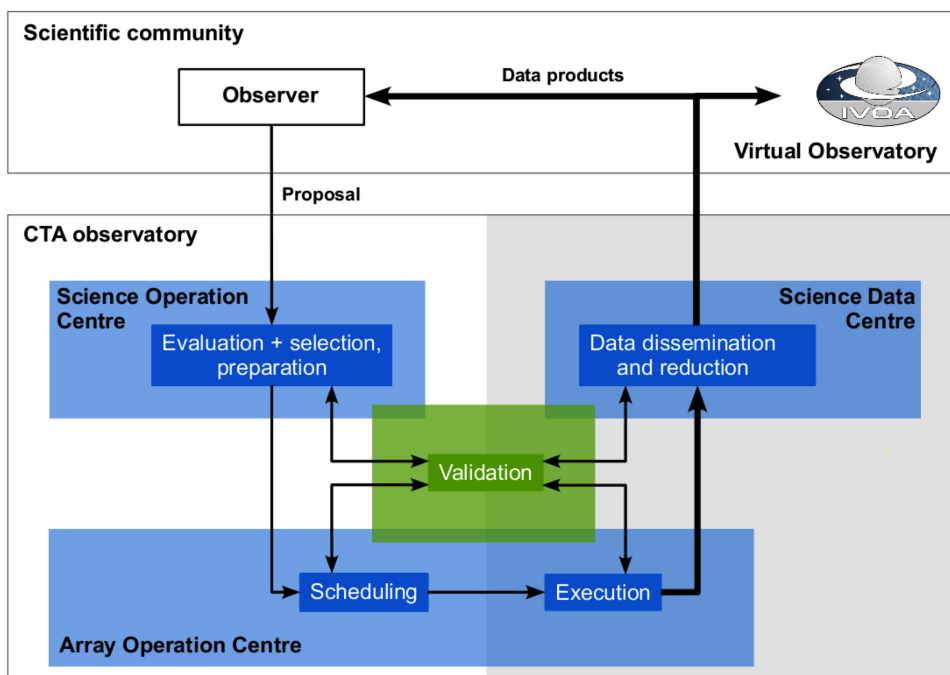 Scientific community
Observer
Data products
IVOA
Virtual Observatory
Proposal
CTA observatory
Science Operation
Centre
Evaluation + selection,
preparation
Science Data
Centre
Data dissemination
and reduction
Validation
Scheduling
Execution
Array Operation Centre